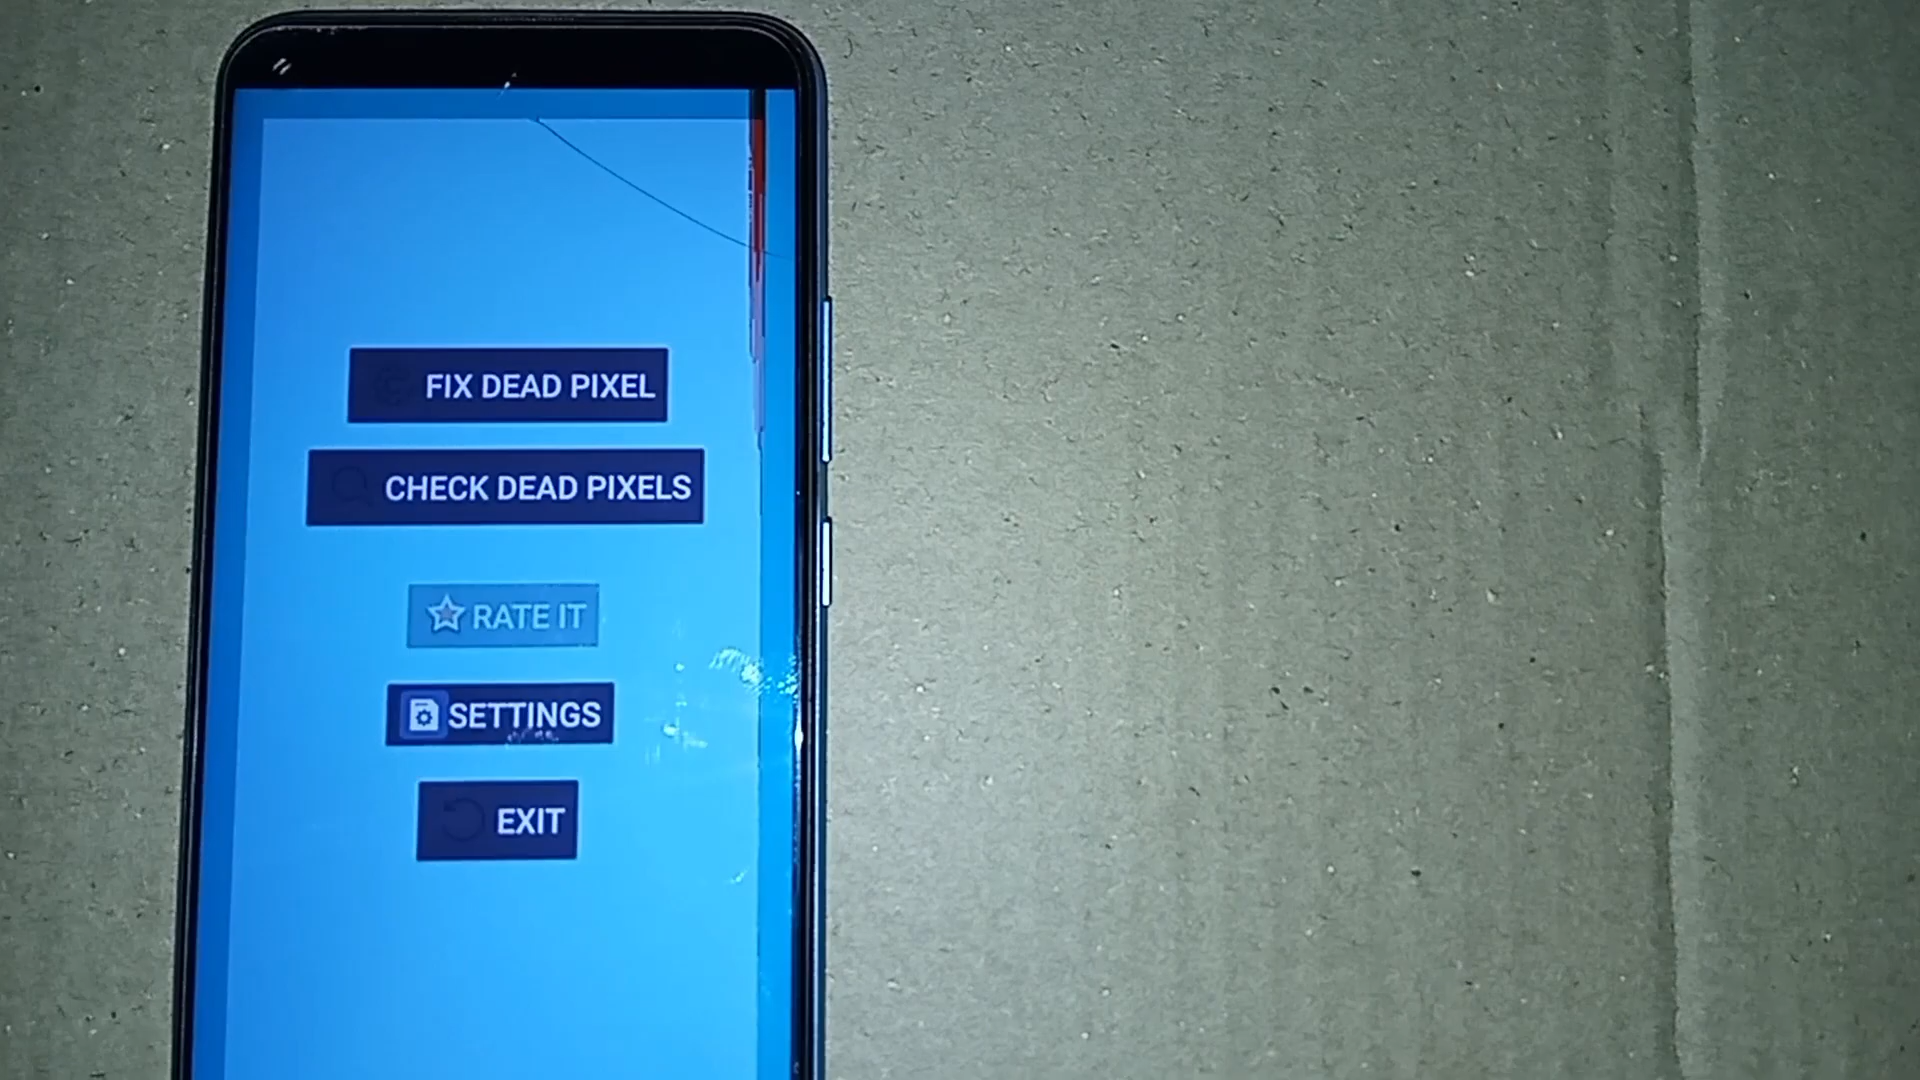 FIX DEAD PIXEL
CHECK DEAD PIXELS
RATE IT
SETTINGS
EXIT